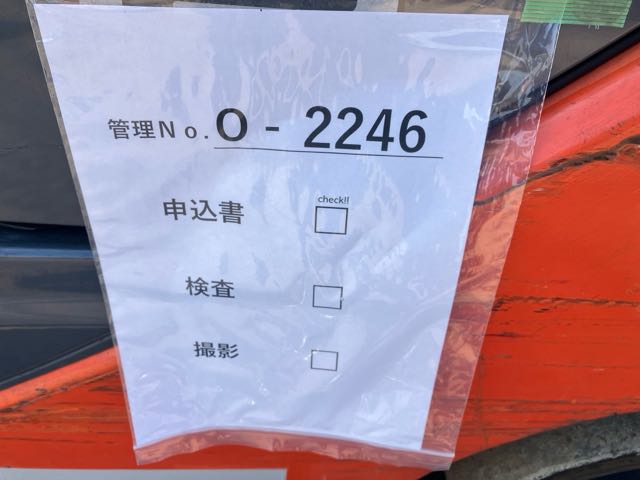 管理No. O - 2246
check!!
申込書 □
検査 □
撮影 □